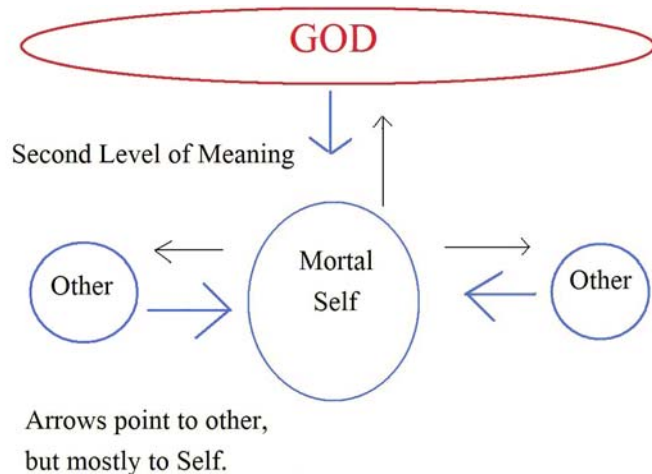 GOD
Second Level of Meaning
Other
Mortal
Self
Other
Arrows point to other,
but mostly to Self.